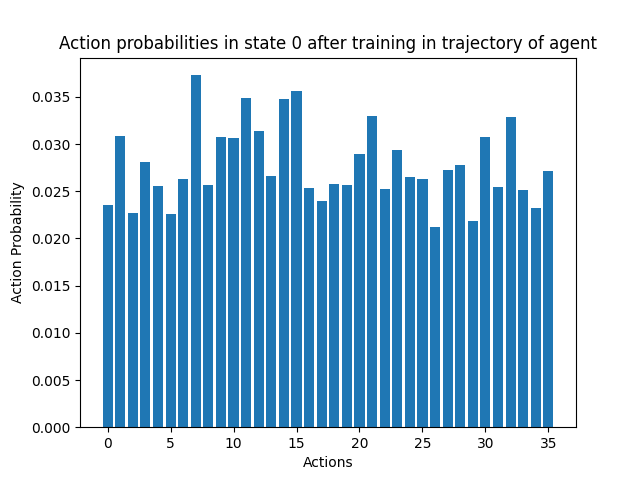 Action probabilities in state 0 after training in trajectory of agent
0.035
0.030
0.025
0.020
0.015
0.010
0.005
0.000
Action Probability
0 5 10 15 20 25 30 35
Actions